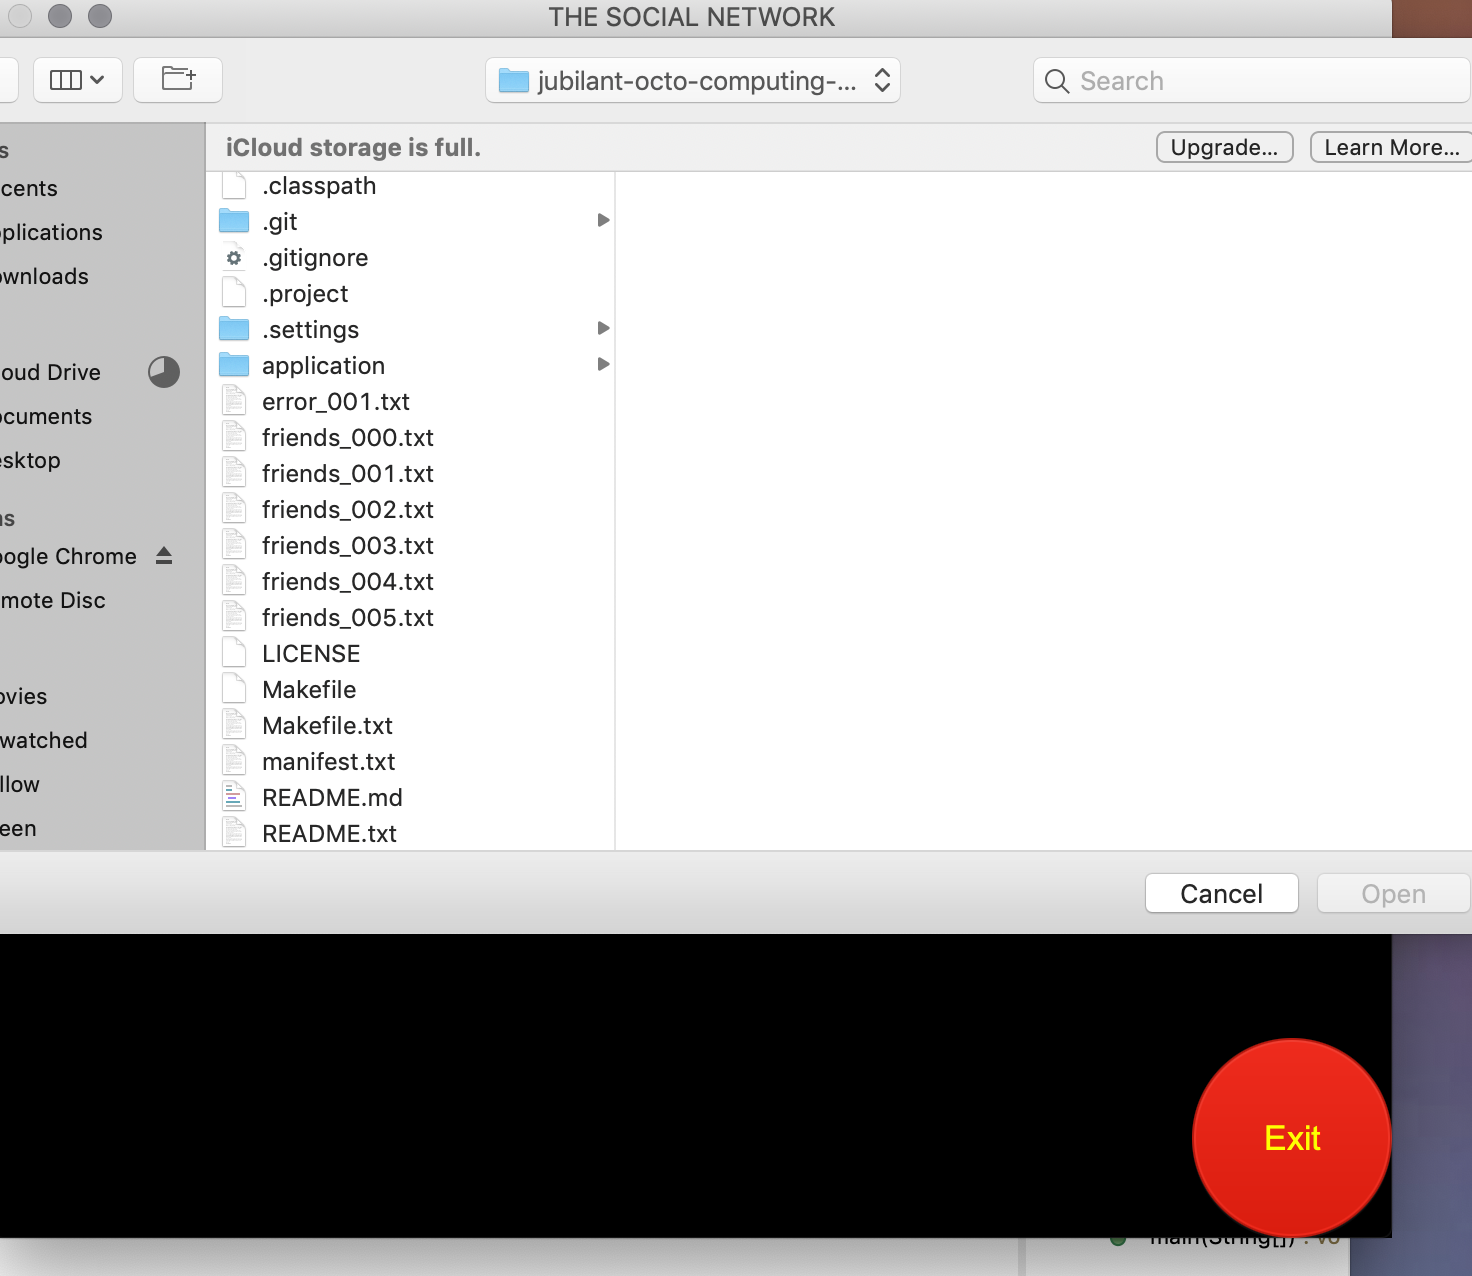 THE SOCIAL NETWORK
jubilant-octo-computing-...
Search
iCloud storage is full.
Upgrade...
Learn More...
s
cents
plications
wnloads
oud Drive
ocuments
esktop
ns
oogle Chrome
mote Disc
ovies
watched
llow
een
.classpath
.git
.gitignore
.project
.settings
application
error_001.txt
friends_000.txt
friends_001.txt
friends_002.txt
friends_003.txt
friends_004.txt
friends_005.txt
LICENSE
Makefile
Makefile.txt
manifest.txt
README.md
README.txt
Cancel
Open
Exit
main(String[]) : vo